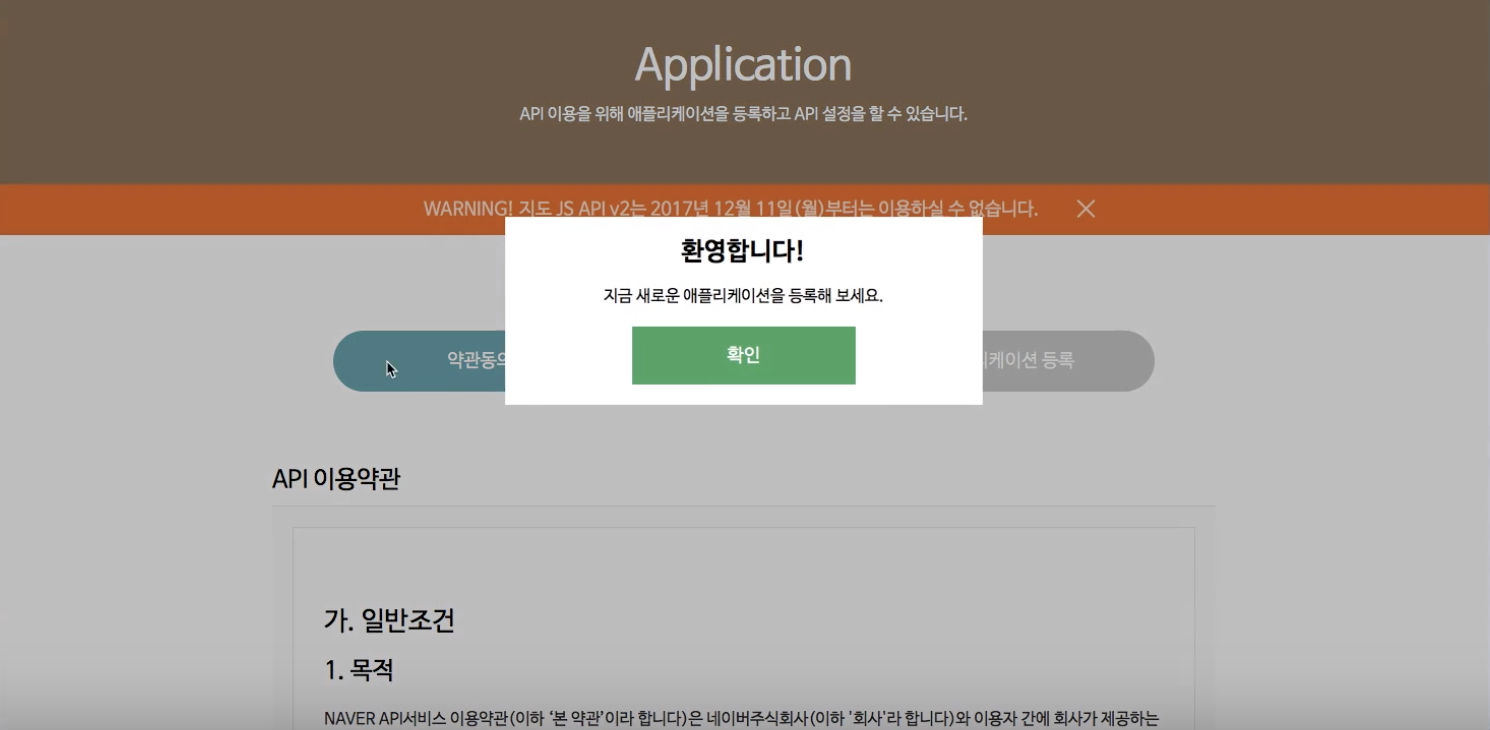 Application
API 이용을 위해 애플리케이션을 등록하고 API 설정을 할 수 있습니다.
WARNING! 지도 JS API v2는 2017년 12월 11일(월)부터는 이용하실 수 없습니다.
환영합니다!
지금 새로운 애플리케이션을 등록해 보세요.
확인
약관동의
케이션 등록
API 이용약관
가. 일반조건
1. 목적
NAVER API서비스 이용약관(이하 ‘본 약관’이라 합니다)은 네이버주식회사(이하 '회사'라 합니다)와 이용자 간에 회사가 제공하는